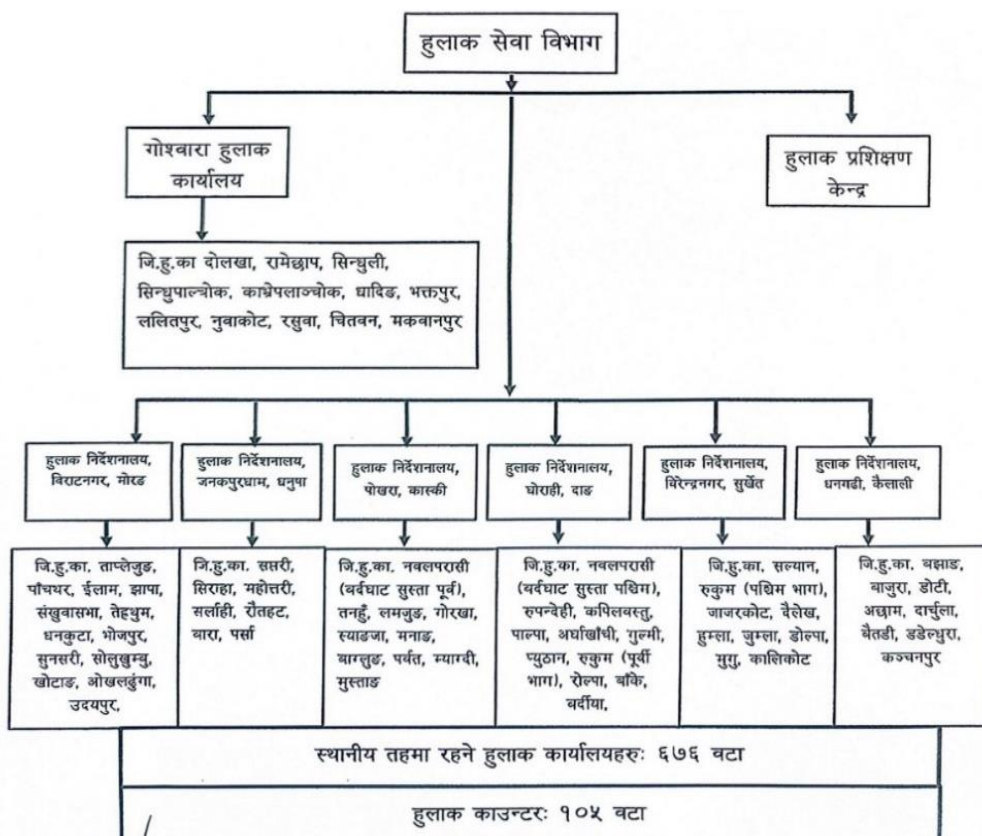 हुलाक सेवा विभाग
गोश्वारा हुलाक
कार्यालय
हुलाक प्रशिक्षण
केन्द्र
जि.हु.का दोलखा, रामेछाप, सिन्धुली,
सिन्धुपाल्चोक, काभ्रेपलाञ्चोक, धादिङ, भक्तपुर,
ललितपुर, नुवाकोट, रसुवा, चितवन, मकवानपुर
हुलाक निर्देशनालय,
बिराटनगर, मोरङ
हुलाक निर्देशनालय,
जनकपुरधाम, धनुषा
हुलाक निर्देशनालय,
पोखरा, कास्की
हुलाक निर्देशनालय,
घोराही, दाङ
हुलाक निर्देशनालय,
विरेन्द्रनगर, सुर्खेत
हुलाक निर्देशनालय,
धनगढी, कैलाली
जि.हु.का. ताप्लेजुङ,
पाँचथर, ईलाम, झापा,
संखुवासभा, तेह्रथुम,
धनकुटा, भोजपुर,
सुनसरी, सोलुखुम्बु,
खोटाङ, ओखलढुंगा,
उदयपुर,
जि.हु.का. सप्तरी,
सिराहा, महोत्तरी,
सर्लाही, रौतहट,
बारा, पर्सा
जि.हु.का. नवलपरासी
(बर्दघाट सुस्ता पूर्व),
तनहुँ, लमजुङ, गोरखा,
स्याङजा, मनाङ,
बाग्लुङ, पर्वत, म्याग्दी,
मुस्ताङ
जि.हु.का. नवलपरासी
(बर्दघाट सुस्ता पश्चिम),
रुपन्देही, कपिलवस्तु,
पाल्पा, अर्घाखाँची, गुल्मी,
प्युठान, रुकुम (पूर्वी
भाग), रोल्पा, बाँके,
बर्दीया,
जि.हु.का. सल्यान,
रुकुम (पश्चिम भाग),
जाजरकोट, दैलेख,
हुम्ला, जुम्ला, डोल्पा,
मुगु, कालिकोट
जि.हु.का. बझाङ,
बाजुरा, डोटी,
अछाम, दार्चुला,
बैतडी, डडेल्धुरा,
कञ्चनपुर
स्थानीय तहमा रहने हुलाक कार्यालयहरुः ६७६ वटा
हुलाक काउन्टरः १०५ वटा